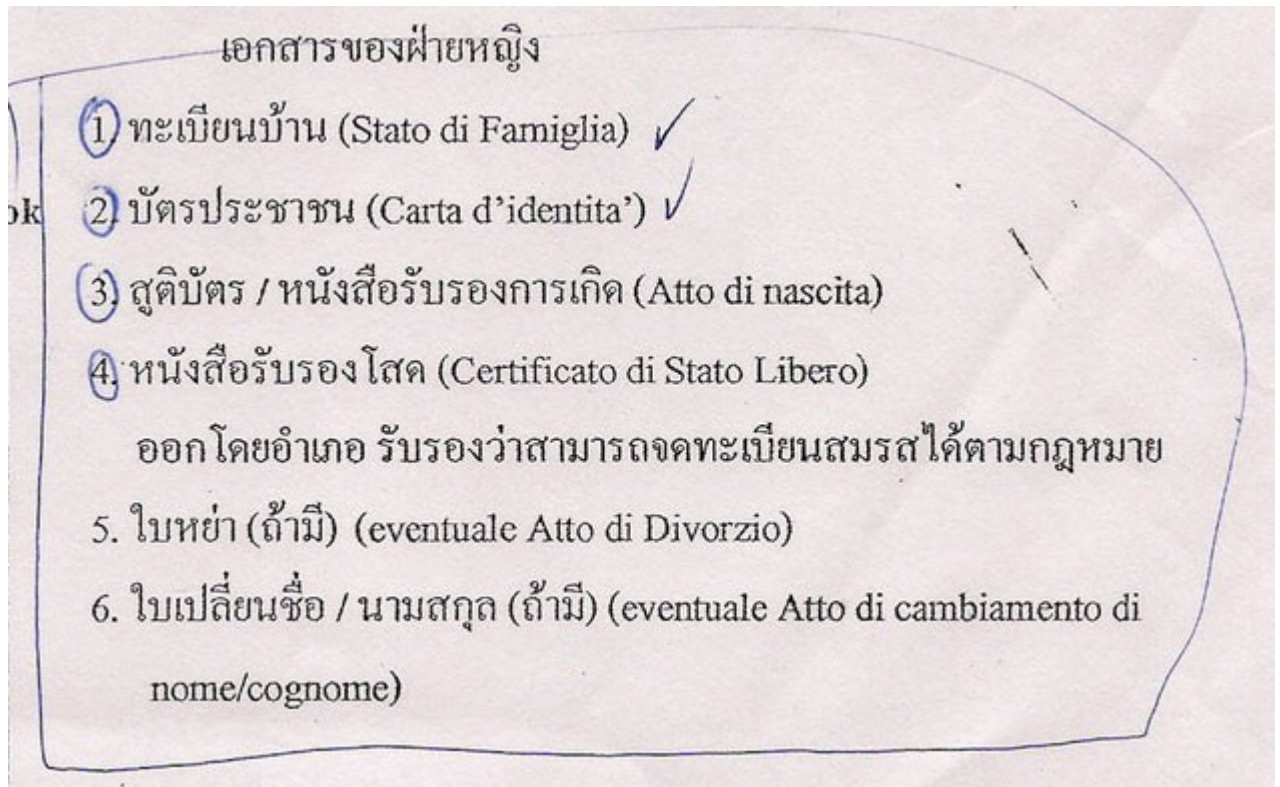 เอกสารของฝ่ายหญิง
1. ทะเบียนบ้าน (Stato di Famiglia) ✓
2. บัตรประชาชน (Carta d'identita') ✓
ok
3. สูติบัตร / หนังสือรับรองการเกิด (Atto di nascita)
4. หนังสือรับรองโสด (Certificato di Stato Libero)
ออกโดยอำเภอ รับรองว่าสามารถจดทะเบียนสมรสได้ตามกฎหมาย
5. ใบหย่า (ถ้ามี) (eventuale Atto di Divorzio)
6. ใบเปลี่ยนชื่อ / นามสกุล (ถ้ามี) (eventuale Atto di cambiamento di
nome/cognome)